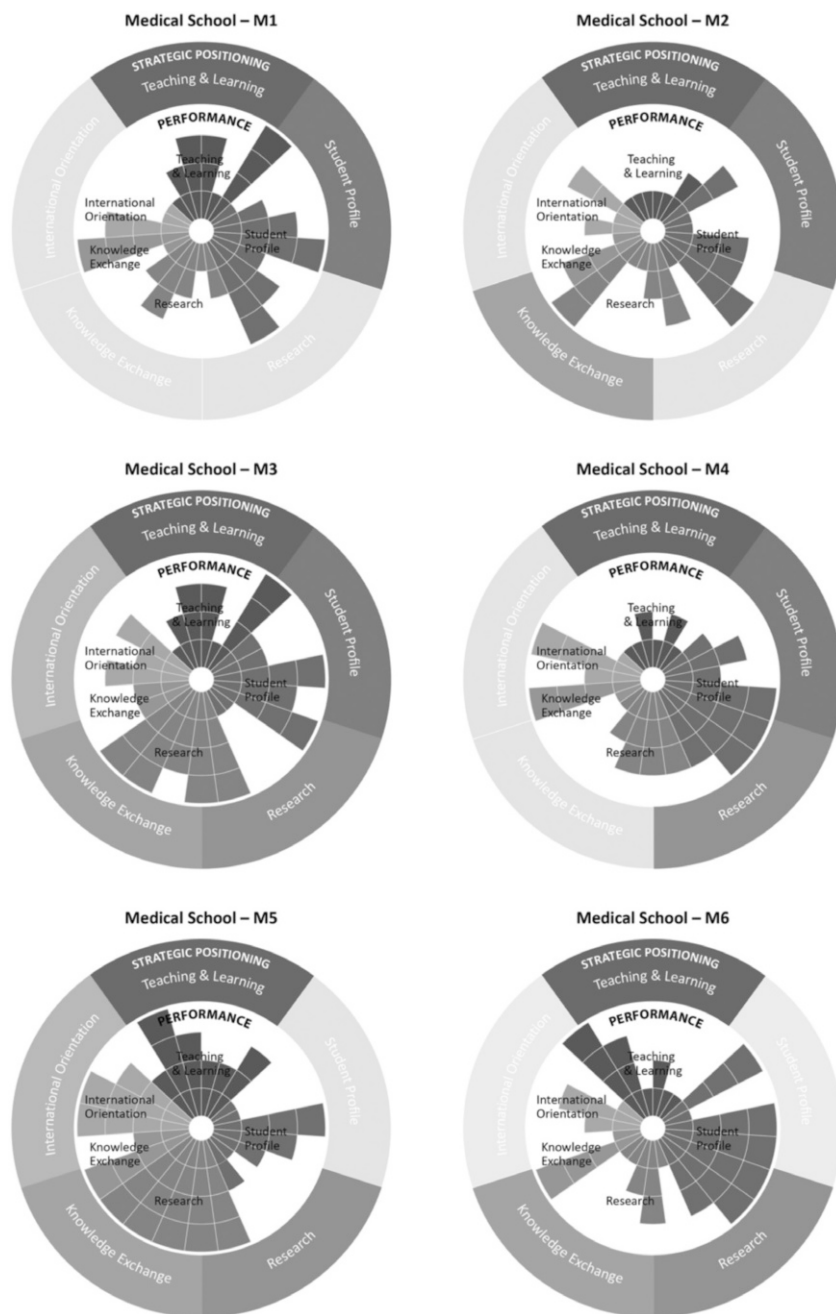 Medical School – M1
STRATEGIC POSITIONING
Teaching & Learning
PERFORMANCE
Teaching
& Learning
International Orientation
Student Profile
International
Orientation
Knowledge
Exchange
Student
Profile
Research
Knowledge Exchange
Research
Medical School – M2
STRATEGIC POSITIONING
Teaching & Learning
PERFORMANCE
Teaching
& Learning
International Orientation
Student Profile
International
Orientation
Knowledge
Exchange
Student
Profile
Research
Knowledge Exchange
Research
Medical School – M3
STRATEGIC POSITIONING
Teaching & Learning
PERFORMANCE
Teaching
& Learning
International Orientation
Student Profile
International
Orientation
Knowledge
Exchange
Student
Profile
Research
Knowledge Exchange
Research
Medical School – M4
STRATEGIC POSITIONING
Teaching & Learning
PERFORMANCE
Teaching
& Learning
International Orientation
Student Profile
International
Orientation
Knowledge
Exchange
Student
Profile
Research
Knowledge Exchange
Research
Medical School – M5
STRATEGIC POSITIONING
Teaching & Learning
PERFORMANCE
Teaching
& Learning
International Orientation
Student Profile
International
Orientation
Knowledge
Exchange
Student
Profile
Research
Knowledge Exchange
Research
Medical School – M6
STRATEGIC POSITIONING
Teaching & Learning
PERFORMANCE
Teaching
& Learning
International Orientation
Student Profile
International
Orientation
Knowledge
Exchange
Student
Profile
Research
Knowledge Exchange
Research